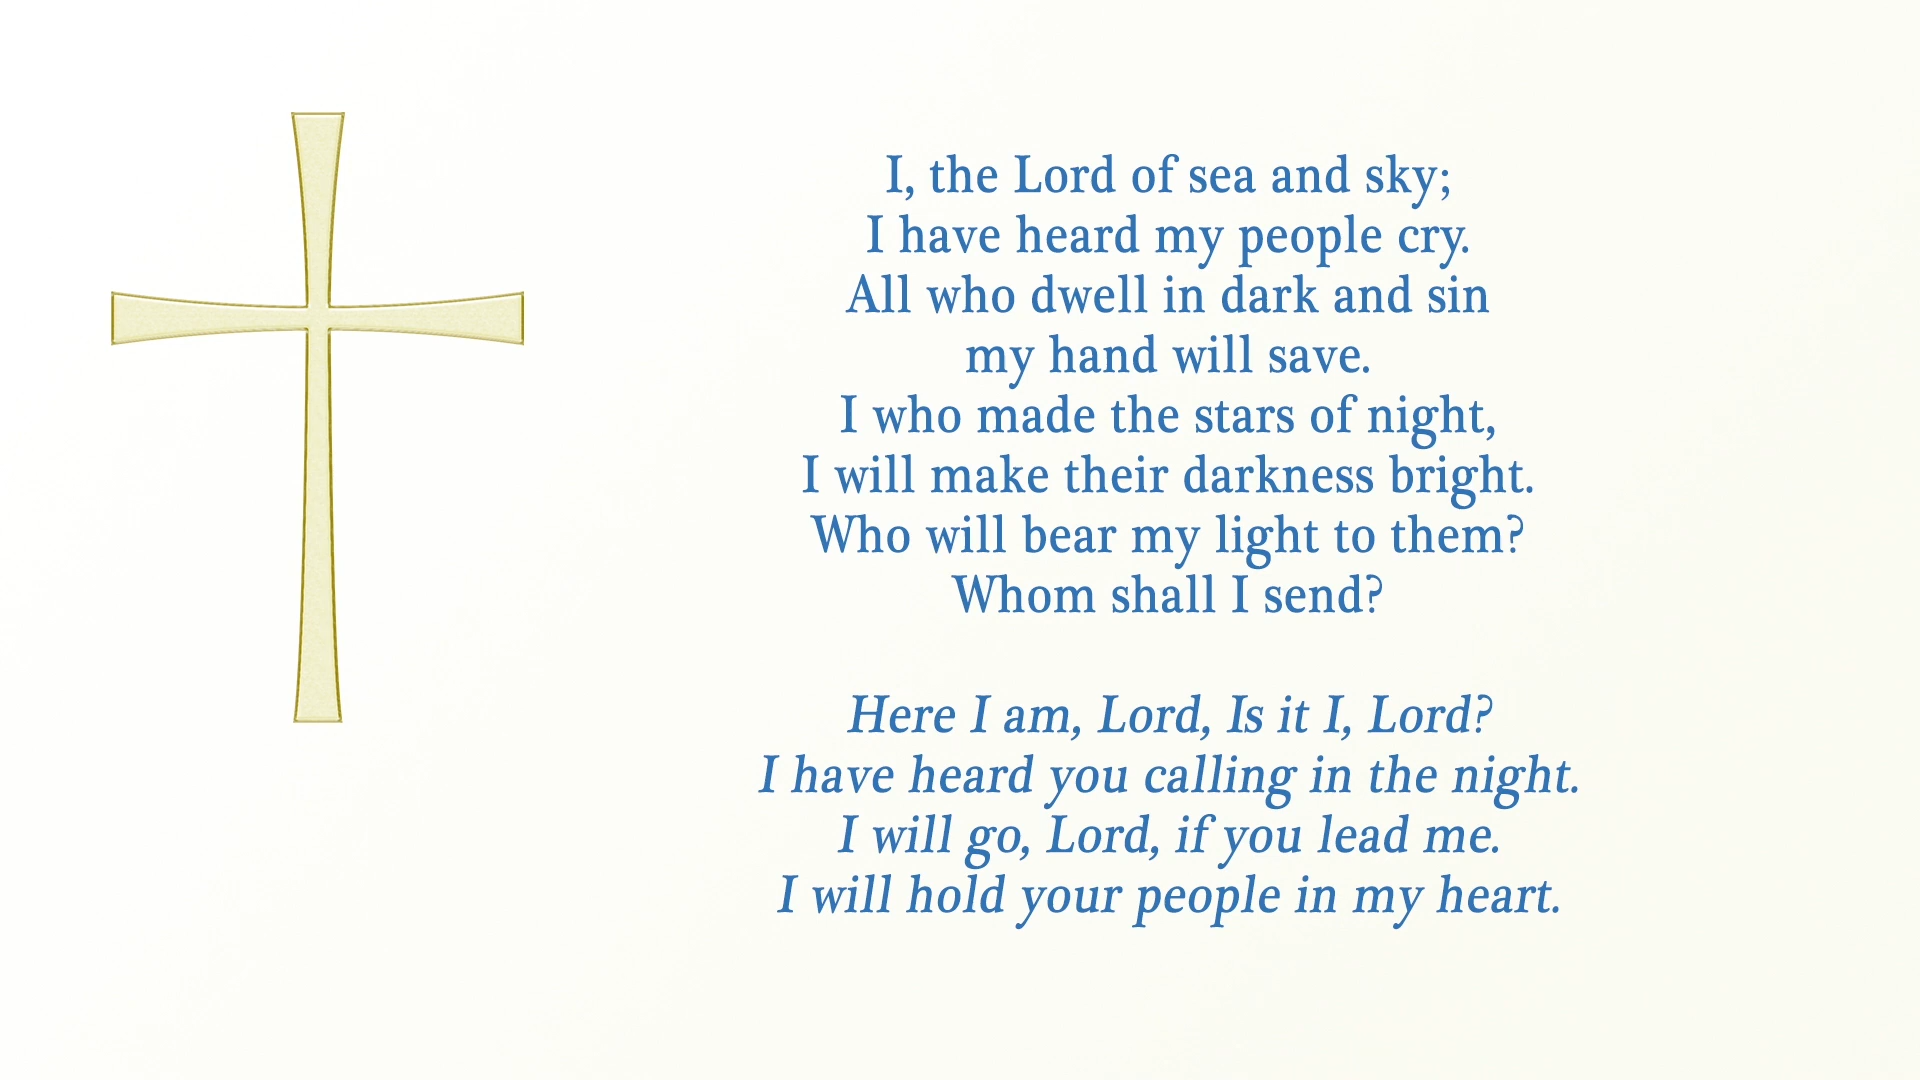 I, the Lord of sea and sky;
I have heard my people cry.
All who dwell in dark and sin
my hand will save.
I who made the stars of night,
I will make their darkness bright.
Who will bear my light to them?
Whom shall I send?
Here I am, Lord, Is it I, Lord?
I have heard you calling in the night.
I will go, Lord, if you lead me.
I will hold your people in my heart.